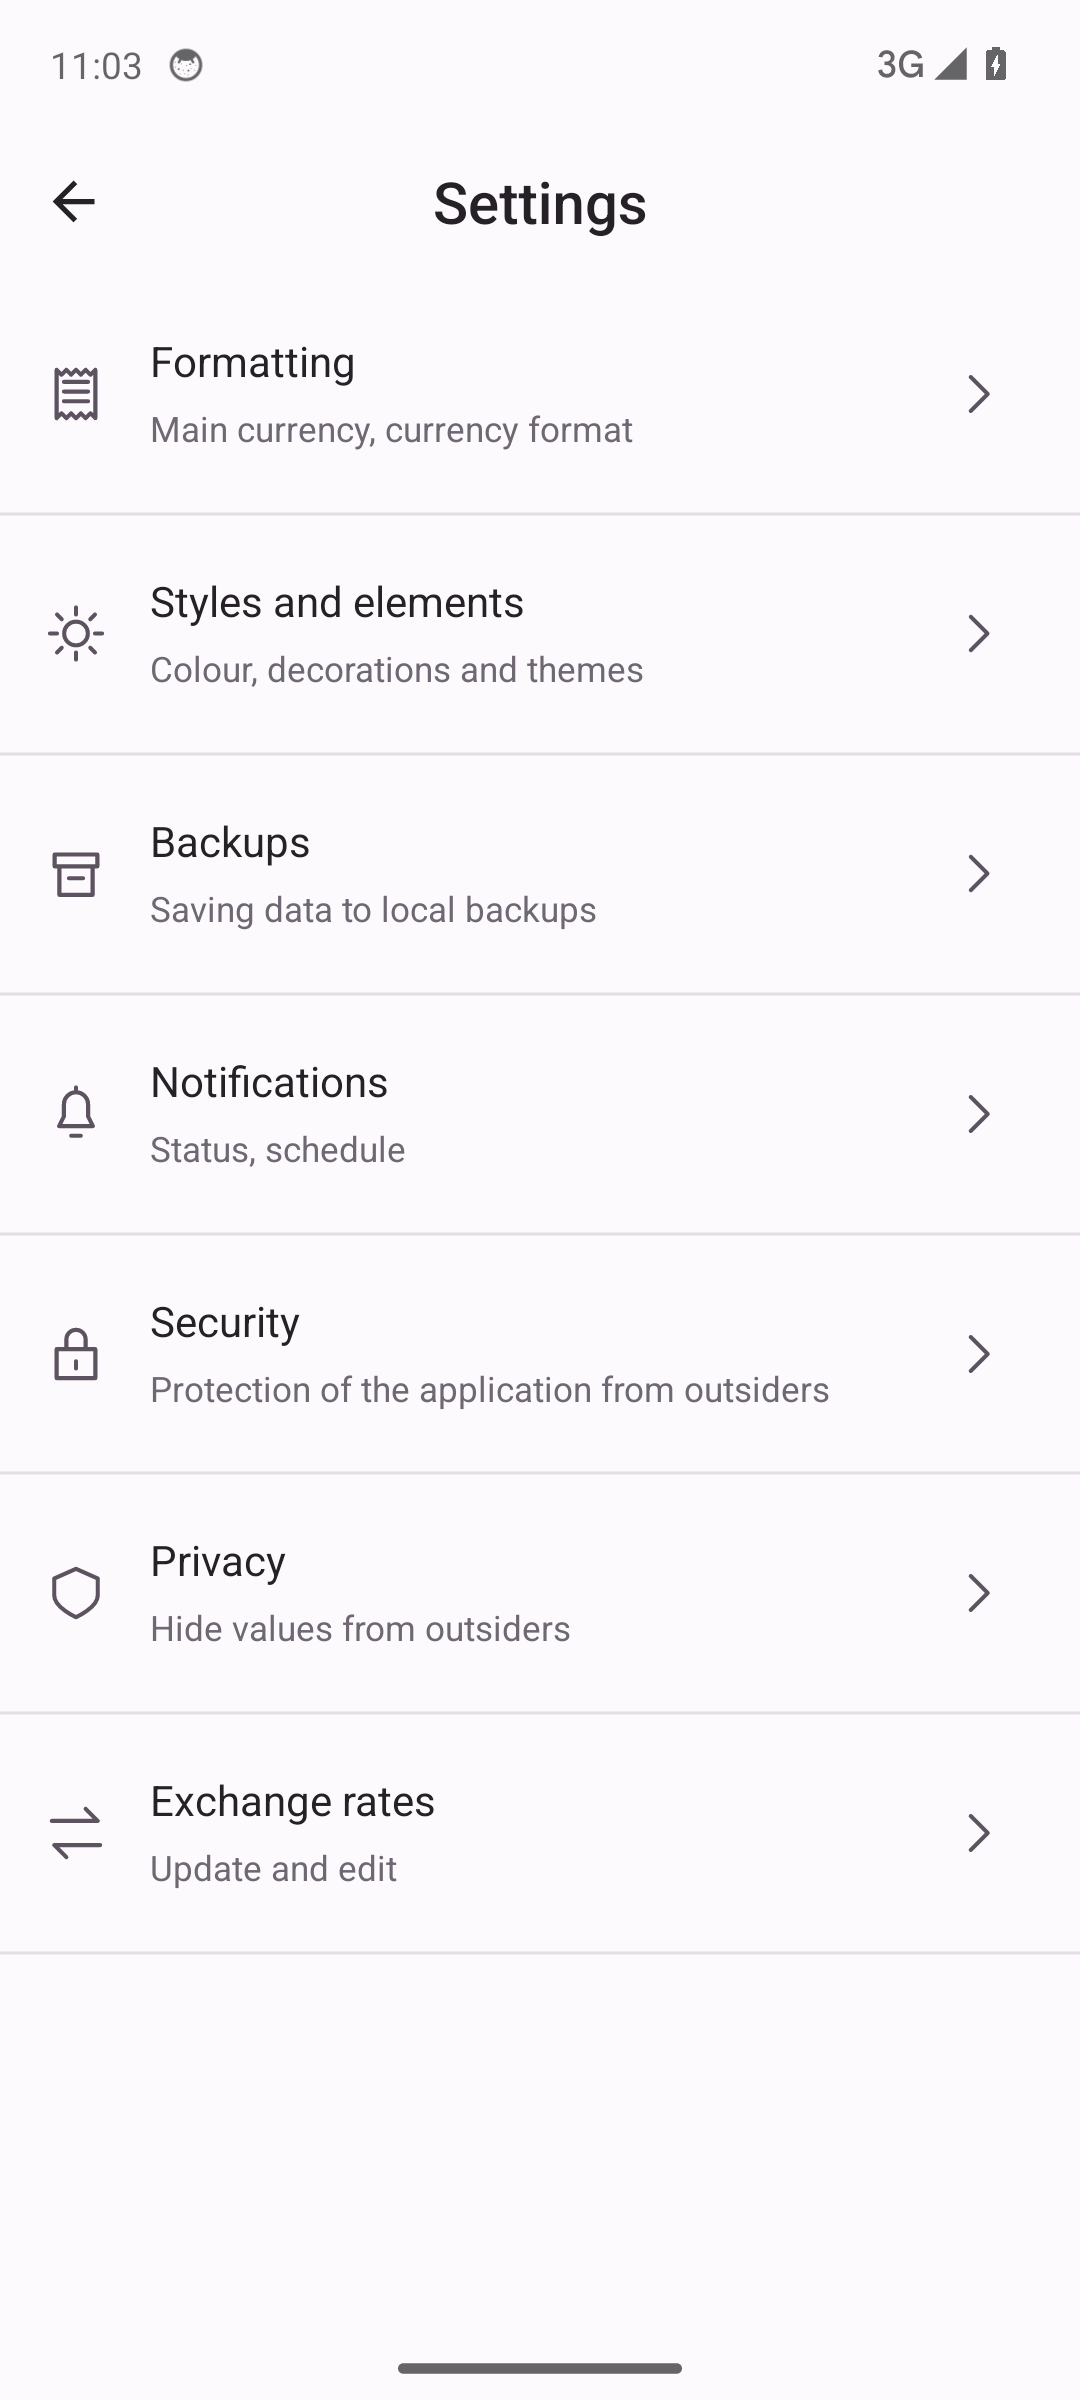 11:03
3G
Settings
Formatting
Main currency, currency format
Styles and elements
Colour, decorations and themes
Backups
Saving data to local backups
Notifications
Status, schedule
Security
Protection of the application from outsiders
Privacy
Hide values from outsiders
Exchange rates
Update and edit